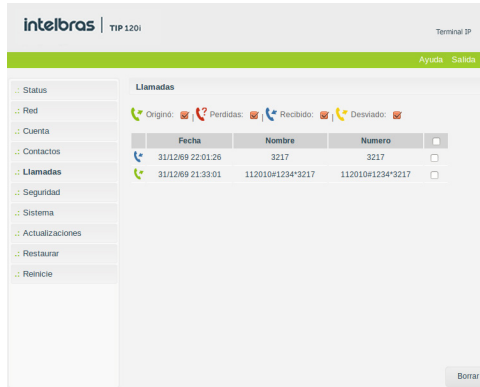 intelbras | TIP 120i
Terminal IP
Ayuda Salida
.: Status
.: Red
.: Cuenta
.: Contactos
.: Llamadas
.: Seguridad
.: Sistema
.: Actualizaciones
.: Restaurar
.: Reinicie
Llamadas
Originó: | Perdidas: | Recibido: | Desviado:
Fecha Nombre Numero
31/12/69 22:01:26 3217 3217
31/12/69 21:33:01 112010#1234*3217 112010#1234*3217
Borrar